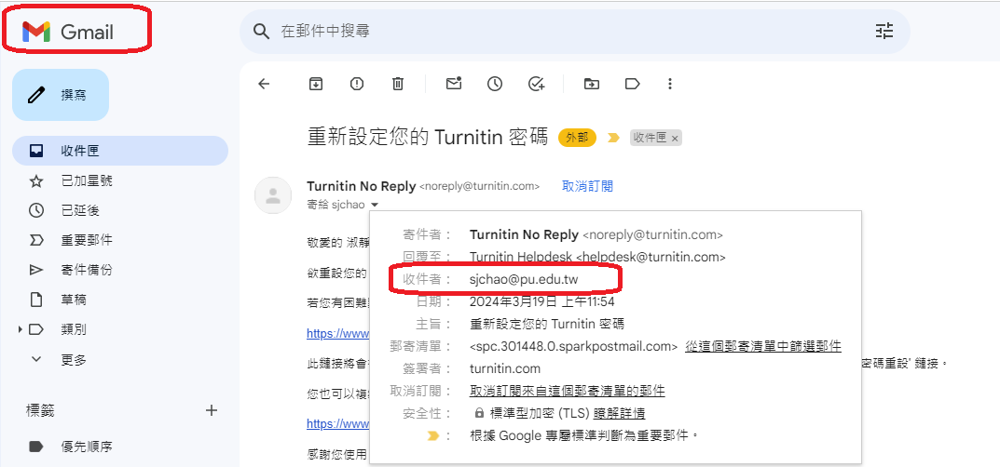 Gmail
在郵件中搜尋
撰寫
收件匣
已加星號
已延後
重要郵件
寄件備份
草稿
類別
更多
標籤
優先順序
重新設定您的 Turnitin 密碼 外部 收件匣 ×
Turnitin No Reply <noreply@turnitin.com> 取消訂閱
寄給 sjchao
敬愛的 淑靜
欲重設您的
若您有困難
https://www
此鏈接將會 密碼重設' 鏈接。
您也可以複
https://www
感謝您使用
寄件者： Turnitin No Reply <noreply@turnitin.com>
回覆至： Turnitin Helpdesk <helpdesk@turnitin.com>
收件者： sjchao@pu.edu.tw
日期： 2024年3月19日 上午11:54
主旨： 重新設定您的 Turnitin 密碼
郵寄清單： <spc.301448.0.sparkpostmail.com> 從這個郵寄清單中篩選郵件
簽署者： turnitin.com
取消訂閱： 取消訂閱來自這個郵寄清單的郵件
安全性： 標準型加密 (TLS) 瞭解詳情
： 根據 Google 專屬標準判斷為重要郵件。